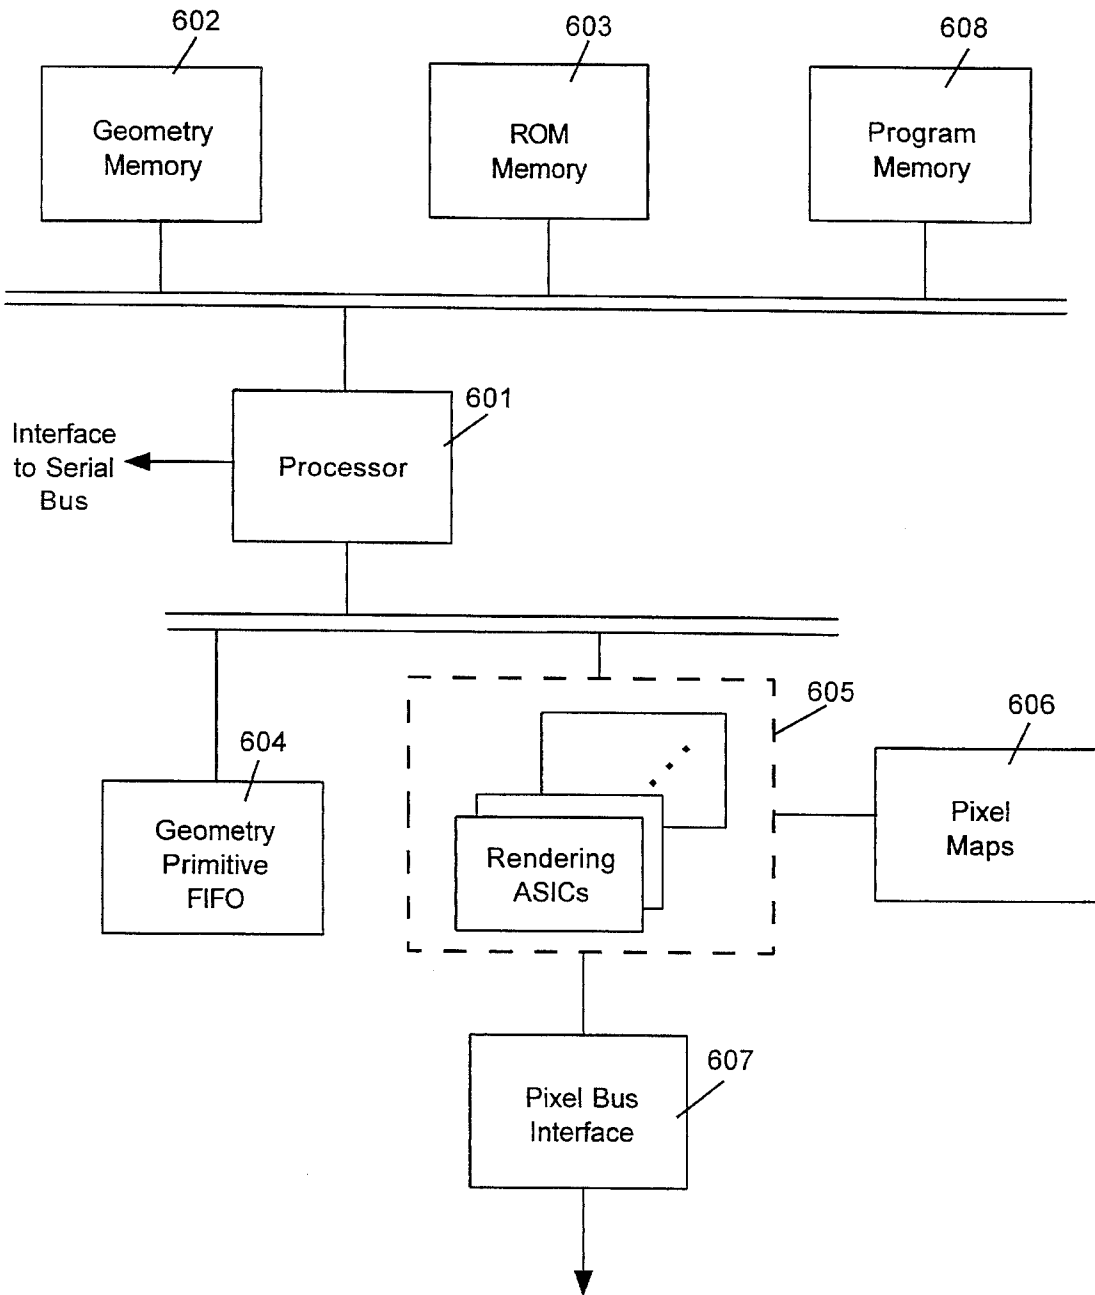 602
603
608
Geometry
Memory
ROM
Memory
Program
Memory
601
Interface
to Serial
Bus
Processor
605
606
604
Geometry
Primitive
FIFO
Rendering
ASICs
Pixel
Maps
607
Pixel Bus
Interface